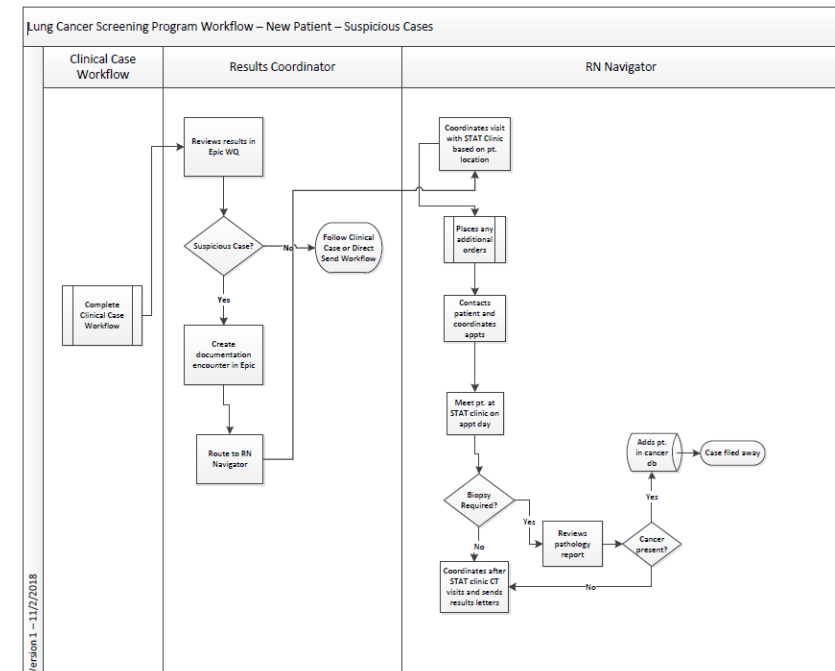 Lung Cancer Screening Program Workflow – New Patient – Suspicious Cases
Clinical Case
Workflow
Results Coordinator
RN Navigator
Complete
Clinical Case
Workflow
Reviews results in
Epic WQ
Suspicious Case?
No
Follow Clinical
Case or Direct
Send Workflow
Yes
Create
documentation
encounter in Epic
Route to RN
Navigator
Coordinates visit
with STAT Clinic
based on pt.
location
Places any
additional
orders
Contacts
patient and
coordinates
appts
Meet pt. at
STAT clinic on
appt day
Biopsy
Required?
Yes
No
Reviews
pathology
report
Cancer
present?
Yes
No
Adds pt.
in cancer
db
Case filed away
Coordinates after
STAT clinic CT
visits and sends
results letters
Version 1 – 11/2/2018